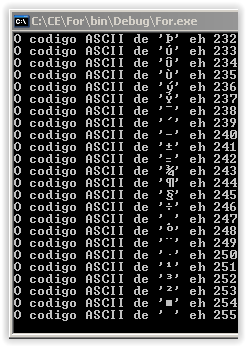 C:\CE\For\bin\Debug\For.exe
O codigo ASCII de 'Þ' eh 232
O codigo ASCII de 'Ú' eh 233
O codigo ASCII de 'Û' eh 234
O codigo ASCII de 'Ù' eh 235
O codigo ASCII de 'ý' eh 236
O codigo ASCII de 'Ý' eh 237
O codigo ASCII de '¯' eh 238
O codigo ASCII de '´' eh 239
O codigo ASCII de '-' eh 240
O codigo ASCII de '±' eh 241
O codigo ASCII de '‗' eh 242
O codigo ASCII de '¾' eh 243
O codigo ASCII de '¶' eh 244
O codigo ASCII de '§' eh 245
O codigo ASCII de '÷' eh 246
O codigo ASCII de '¸' eh 247
O codigo ASCII de '°' eh 248
O codigo ASCII de '¨' eh 249
O codigo ASCII de '·' eh 250
O codigo ASCII de '¹' eh 251
O codigo ASCII de '³' eh 252
O codigo ASCII de '²' eh 253
O codigo ASCII de '■' eh 254
O codigo ASCII de ' ' eh 255